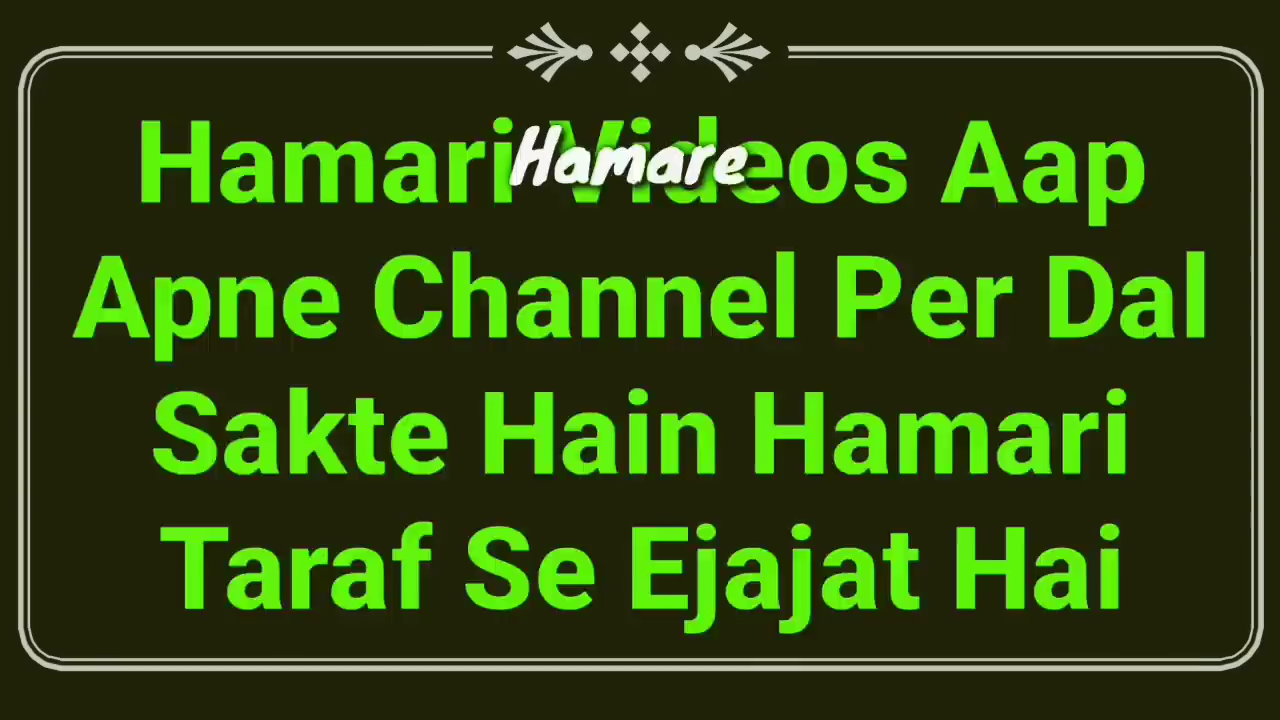 Hamari Videos Aap
Hamare
Apne Channel Per Dal
Sakte Hain Hamari
Taraf Se Ejajat Hai